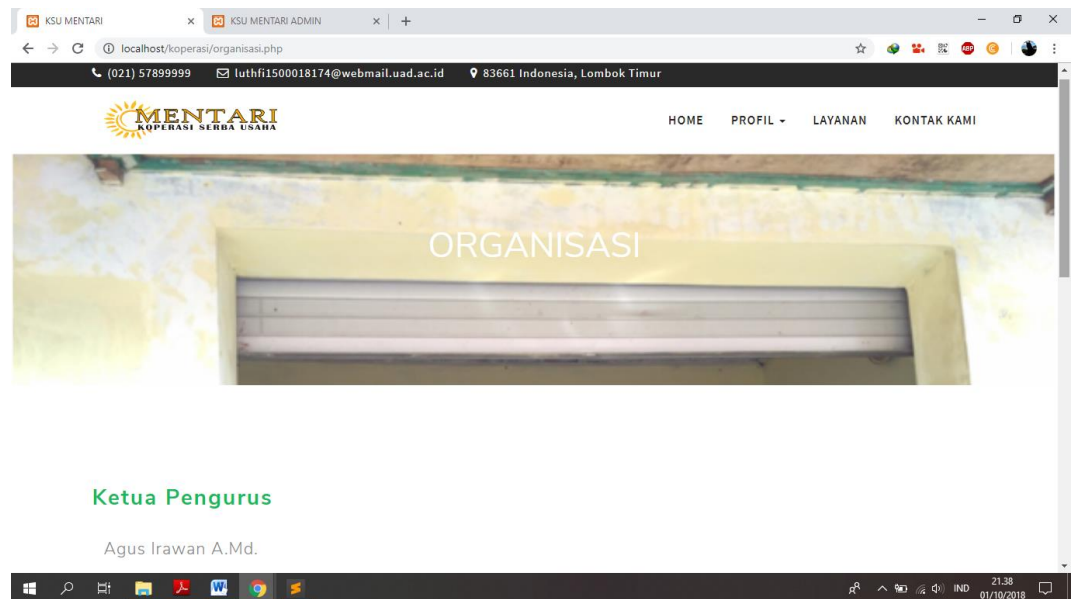 KSU MENTARI
KSU MENTARI ADMIN
localhost/koperasi/organisasi.php
ABP
(021) 57899999 luthfi1500018174@webmail.uad.ac.id 83661 Indonesia, Lombok Timur
MENTARI
KOPERASI SERBA USAHA
HOME PROFIL LAYANAN KONTAK KAMI
ORGANISASI
Ketua Pengurus
Agus Irawan A.Md.
IND
21.38
01/10/2018